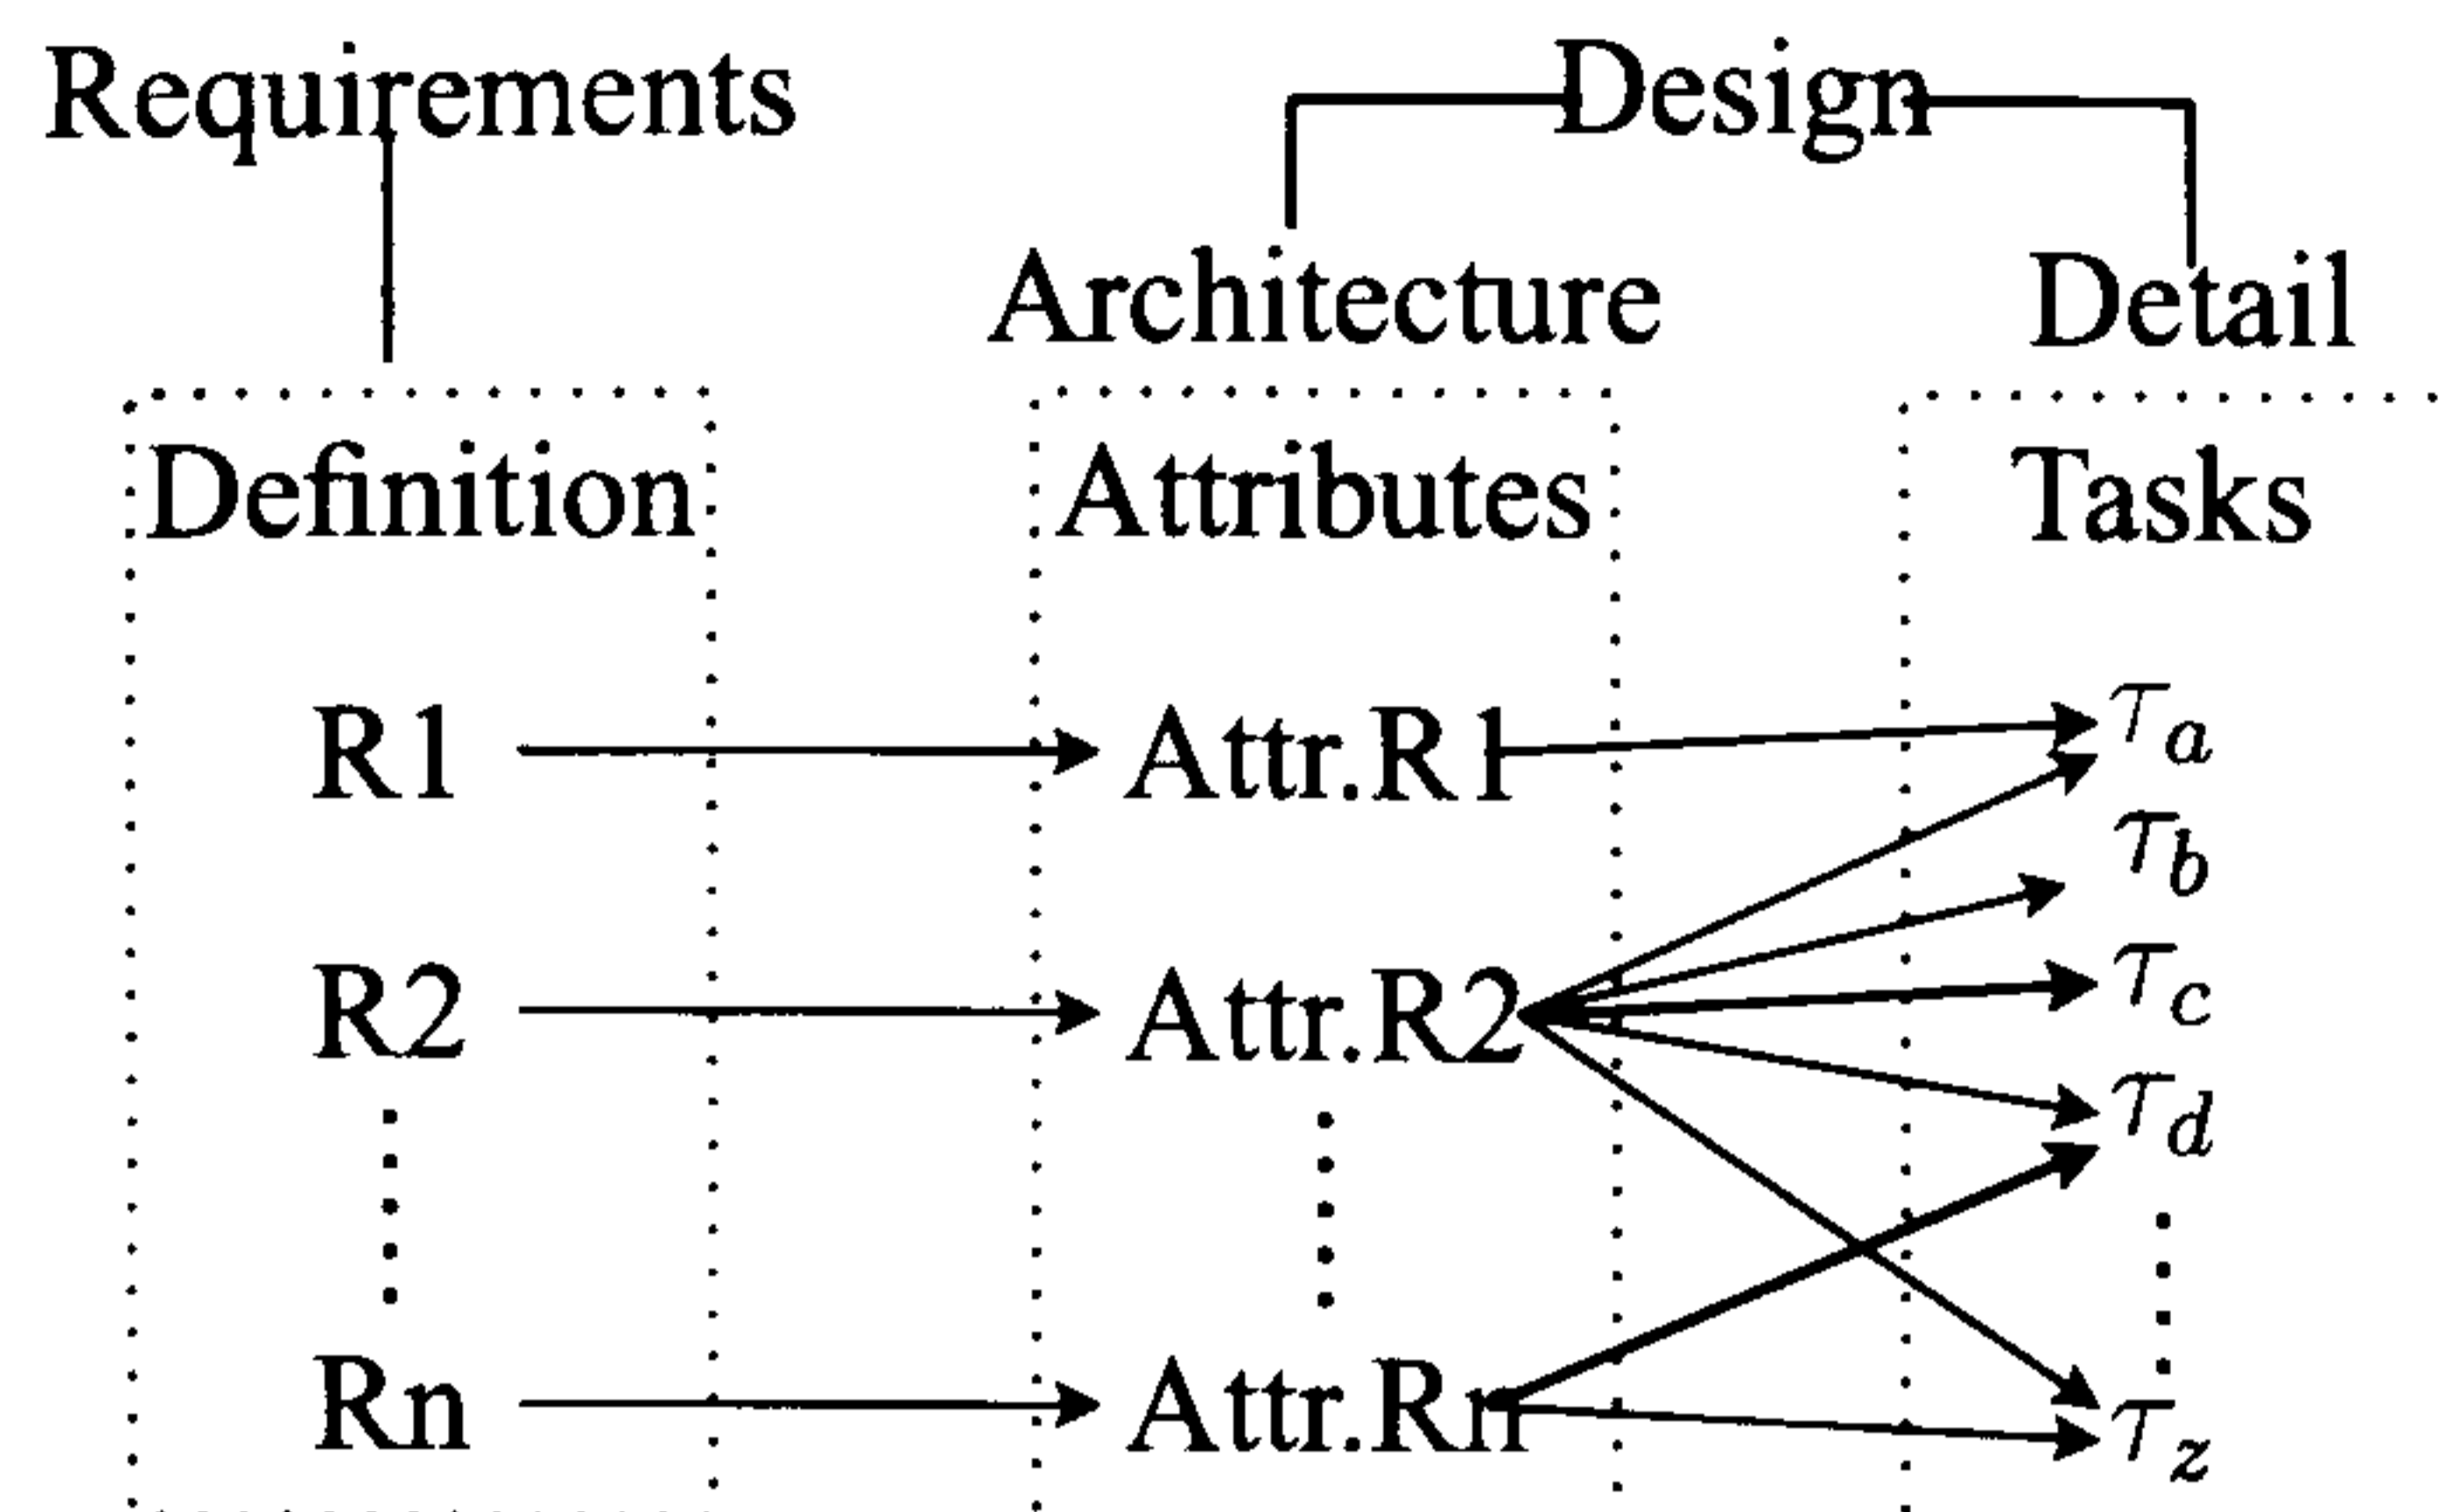 Requirements Design
Architecture Detail
Definition Attributes Tasks
R1 Attr.R1 τa
τb
R2 Attr.R2 τc
τd
Rn Attr.Rn τz